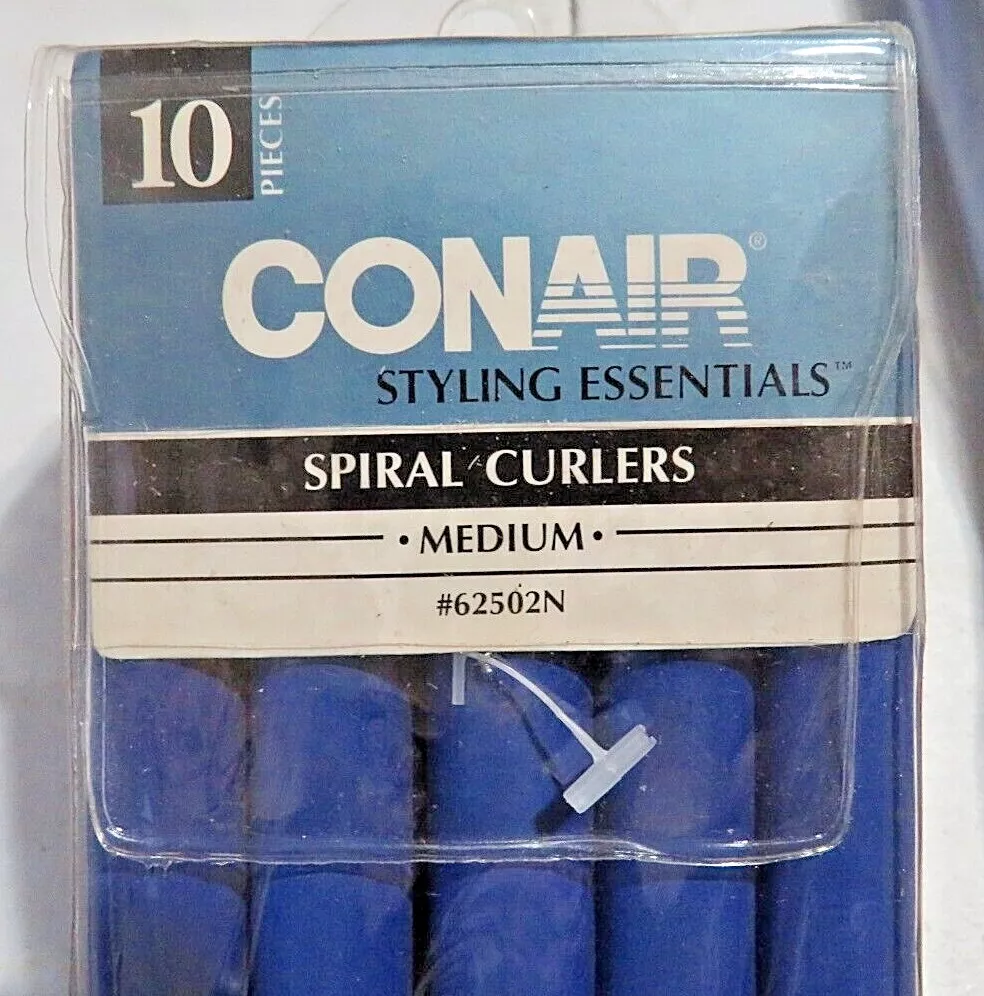 10
PIECES
CONAIR®
STYLING ESSENTIALS™
SPIRAL CURLERS
• MEDIUM •
#62502N